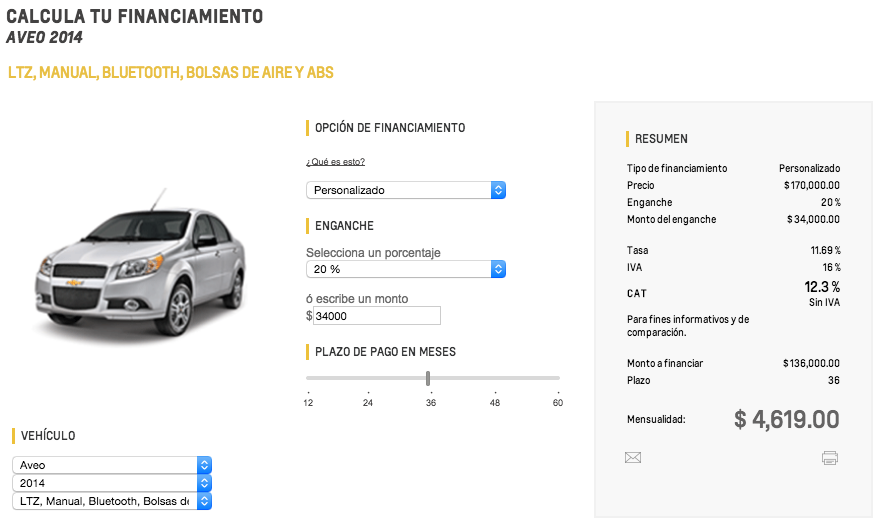 CALCULA TU FINANCIAMIENTO
AVEO 2014
LTZ, MANUAL, BLUETOOTH, BOLSAS DE AIRE Y ABS
OPCIÓN DE FINANCIAMIENTO
¿Qué es esto?
Personalizado
ENGANCHE
Selecciona un porcentaje
20 %
ó escribe un monto
$ 34000
PLAZO DE PAGO EN MESES
12 24 36 48 60
VEHÍCULO
Aveo
2014
LTZ, Manual, Bluetooth, Bolsas de
RESUMEN
Tipo de financiamiento Personalizado
Precio $170,000.00
Enganche 20 %
Monto del enganche $ 34,000.00
Tasa 11.69 %
IVA 16 %
CAT 12.3 %
Sin IVA
Para fines informativos y de
comparación.
Monto a financiar $136,000.00
Plazo 36
Mensualidad: $ 4,619.00